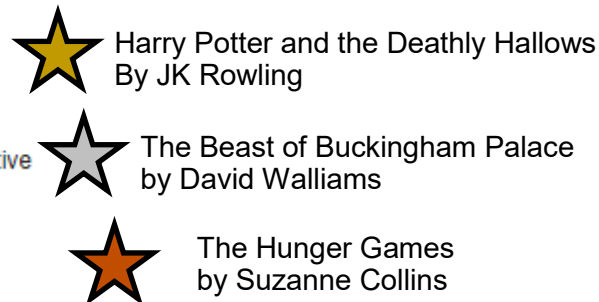 Harry Potter and the Deathly Hallows
By JK Rowling
tive
The Beast of Buckingham Palace
by David Walliams
The Hunger Games
by Suzanne Collins